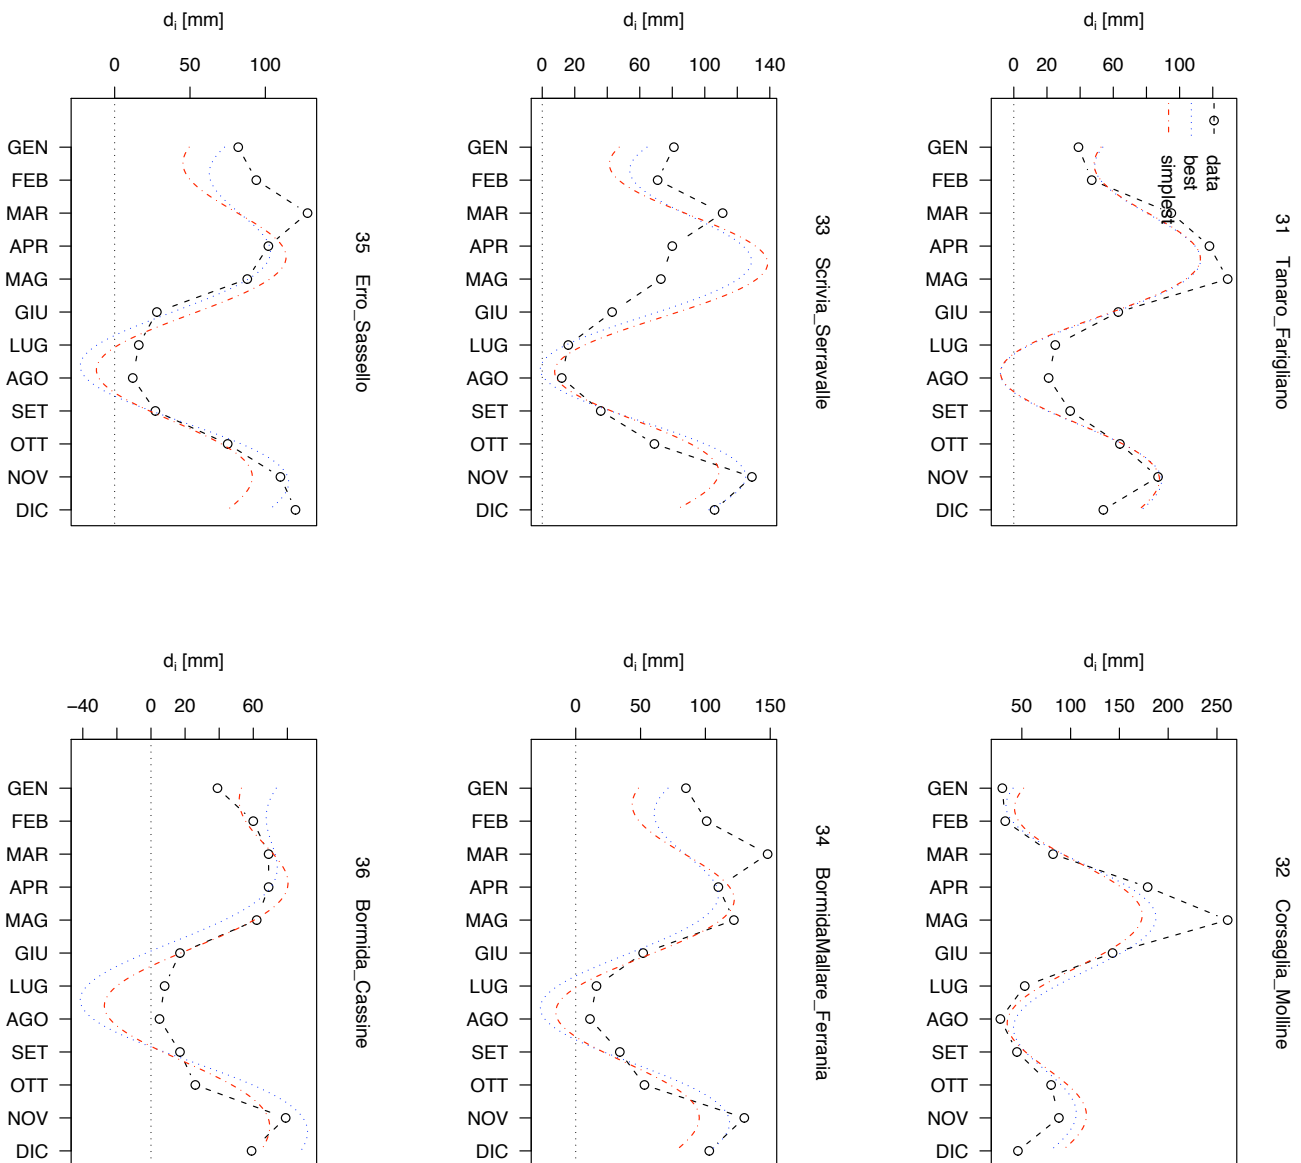 31 Tanaro_Farigliano
d_i [mm]
0 20 60 100
GEN
FEB
MAR
APR
MAG
GIU
LUG
AGO
SET
OTT
NOV
DIC
data
best
simplest
32 Corsaglia_Molline
d_i [mm]
50 100 150 200 250
GEN
FEB
MAR
APR
MAG
GIU
LUG
AGO
SET
OTT
NOV
DIC
33 Scrivia_Serravalle
d_i [mm]
0 20 60 100 140
GEN
FEB
MAR
APR
MAG
GIU
LUG
AGO
SET
OTT
NOV
DIC
34 BormidaMallare_Ferrania
d_i [mm]
0 50 100 150
GEN
FEB
MAR
APR
MAG
GIU
LUG
AGO
SET
OTT
NOV
DIC
35 Erro_Sassello
d_i [mm]
0 50 100
GEN
FEB
MAR
APR
MAG
GIU
LUG
AGO
SET
OTT
NOV
DIC
36 Bormida_Cassine
d_i [mm]
−40 0 20 60
GEN
FEB
MAR
APR
MAG
GIU
LUG
AGO
SET
OTT
NOV
DIC